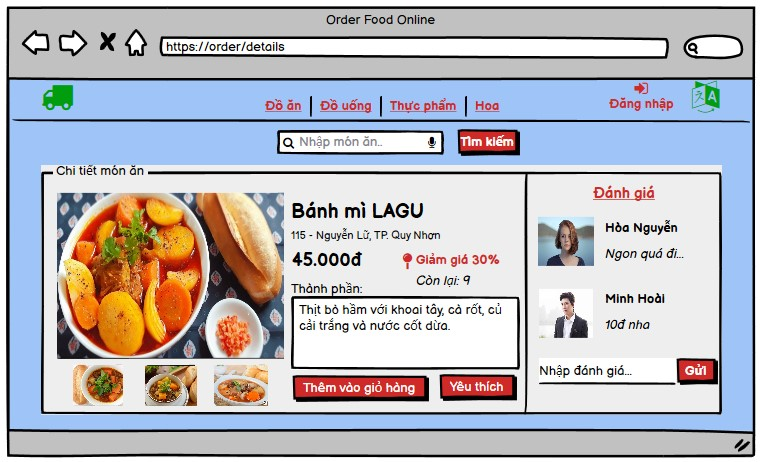 Order Food Online
https://order/details
Đồ ăn
Đồ uống
Thực phẩm
Hoa
Đăng nhập
Nhập món ăn..
Tìm kiếm
Chi tiết món ăn
Bánh mì LAGU
115 - Nguyễn Lữ, TP. Quy Nhơn
45.000đ
Giảm giá 30%
Còn lại: 9
Thành phần:
Thịt bò hầm với khoai tây, cà rốt, củ
cải trắng và nước cốt dừa.
Thêm vào giỏ hàng
Yêu thích
Đánh giá
Hòa Nguyễn
Ngon quá đi...
Minh Hoài
10đ nha
Nhập đánh giá...
Gửi